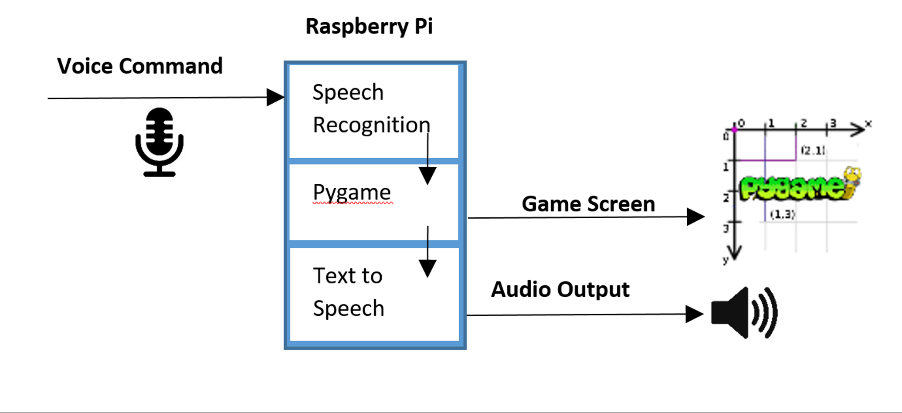 Raspberry Pi
Voice Command
Speech
Recognition
Pygame
Text to
Speech
Game Screen
Audio Output
0 1 2 3 x
0
(2,1)
1
pygame
2
(1,3)
3
y